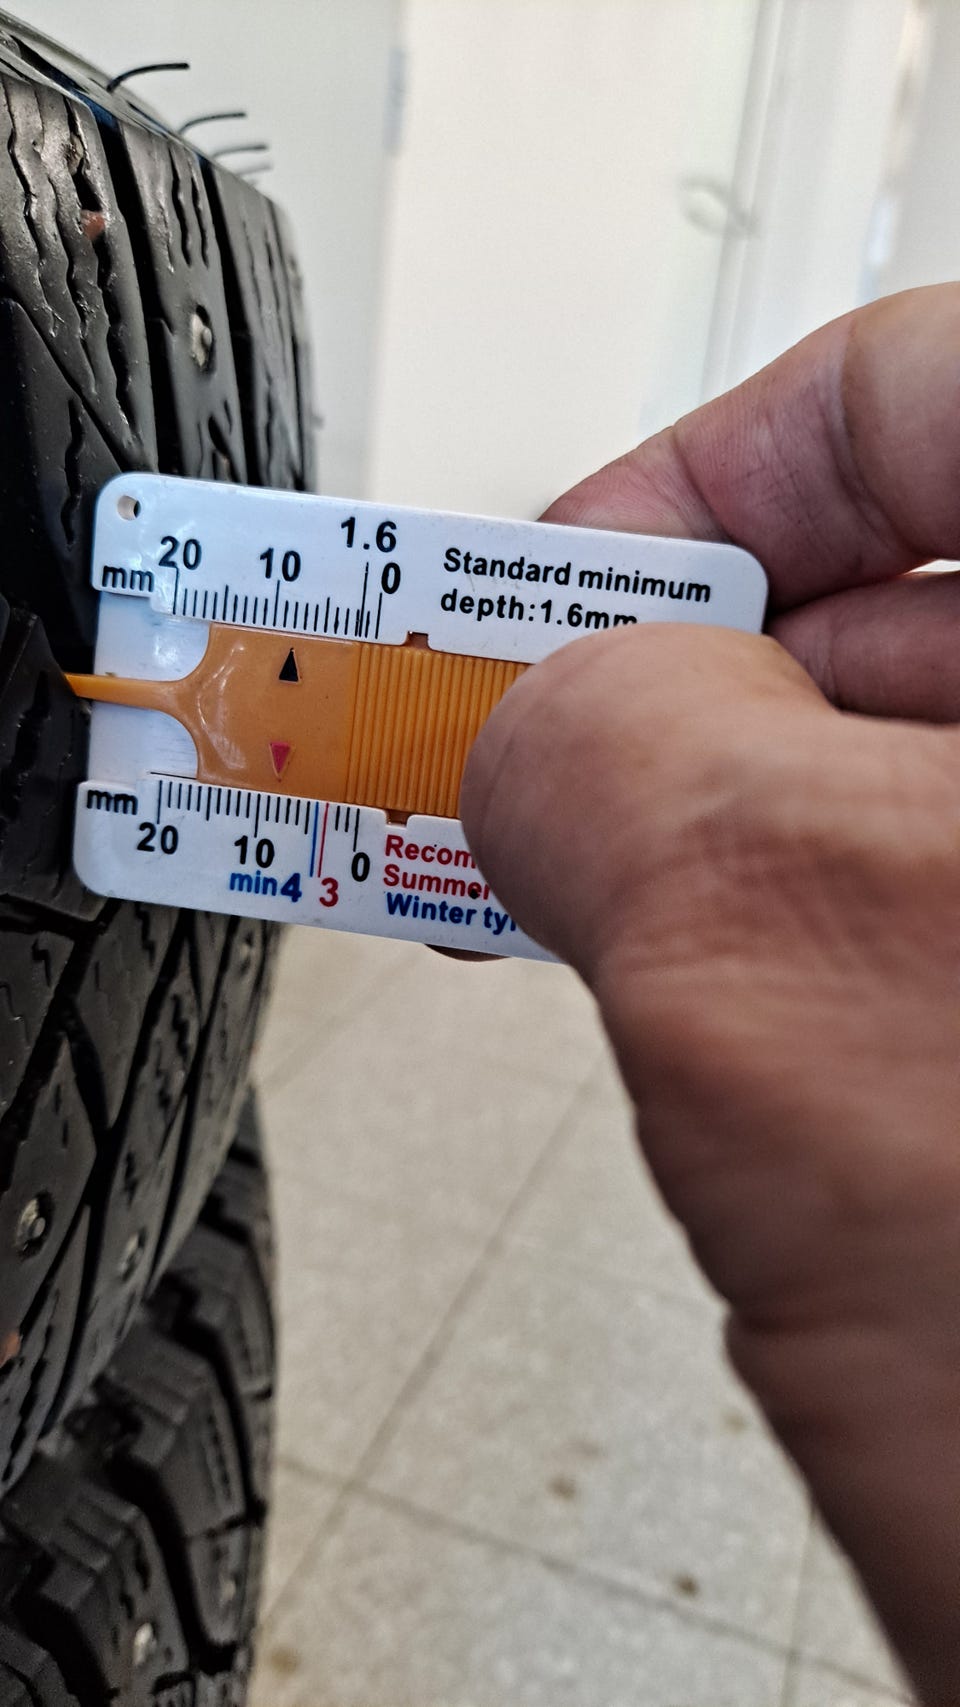 20 10 1.6 0
mm
Standard minimum
depth:1.6mm
mm
20 10 0
min4 3
Recom
Summer
Winter ty